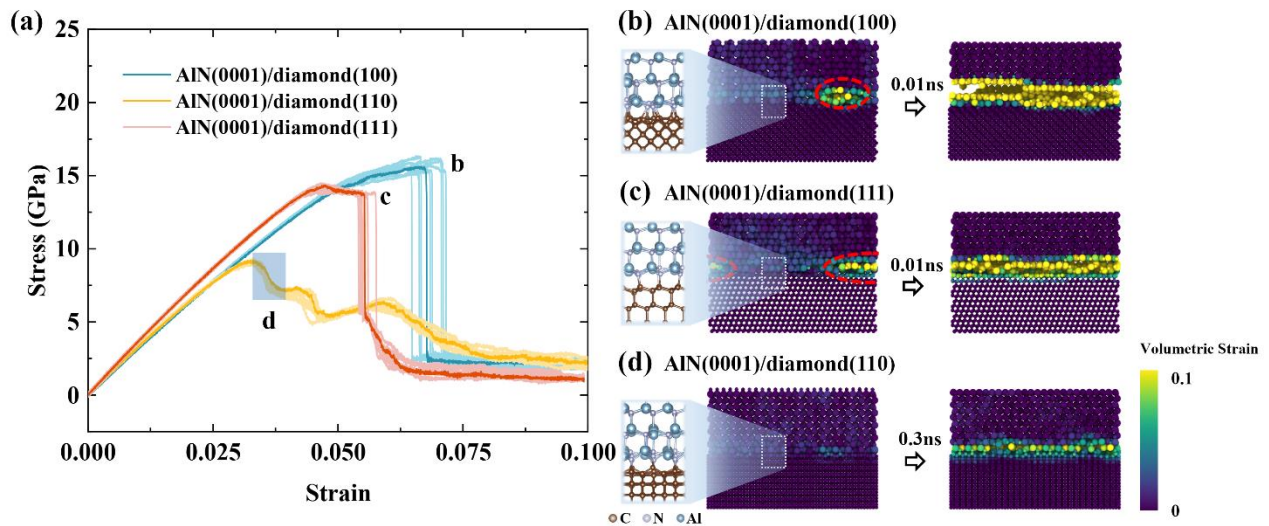 (a)
25
20
15
10
5
0
Stress (GPa)
0.000
0.025
0.050
0.075
0.100
Strain
AlN(0001)/diamond(100)
AlN(0001)/diamond(110)
AlN(0001)/diamond(111)
b
c
d
(b) AlN(0001)/diamond(100)
0.01ns
(c) AlN(0001)/diamond(111)
0.01ns
(d) AlN(0001)/diamond(110)
0.3ns
C N Al
Volumetric Strain
0.1
0